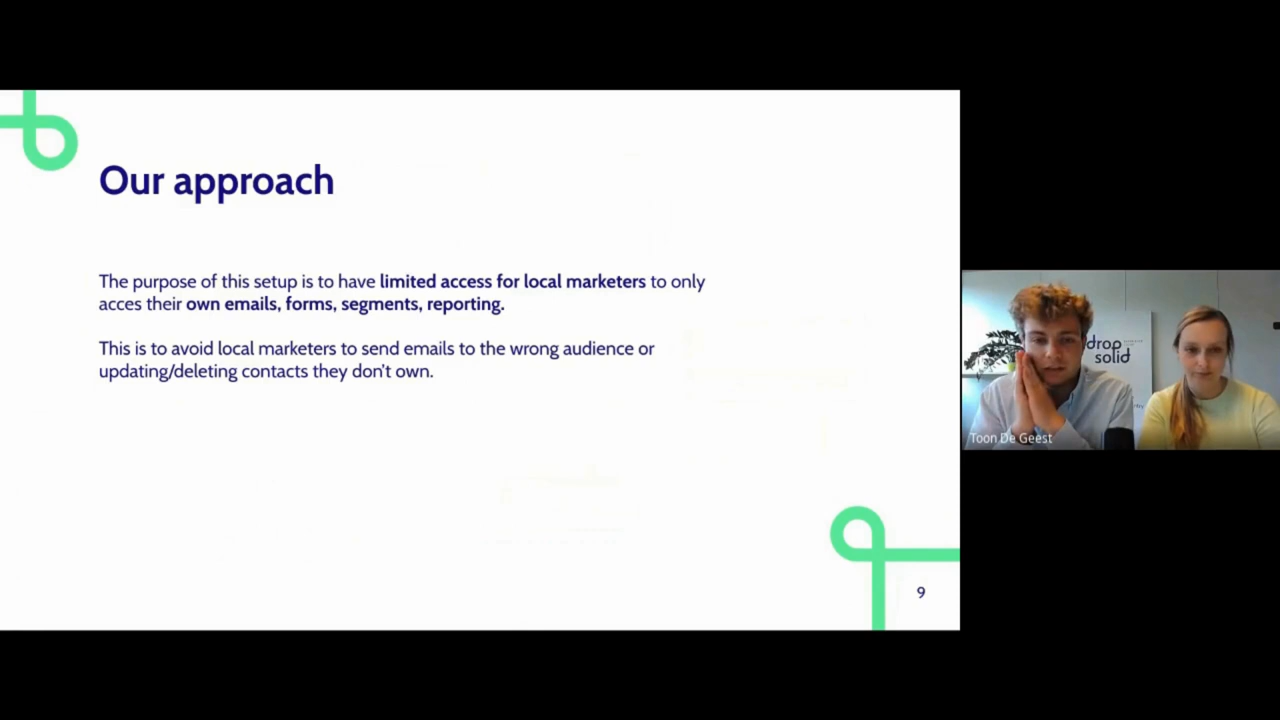 Our approach
The purpose of this setup is to have limited access for local marketers to only
acces their own emails, forms, segments, reporting.
This is to avoid local marketers to send emails to the wrong audience or
updating/deleting contacts they don't own.
9
drop
solid
Toon De Geest